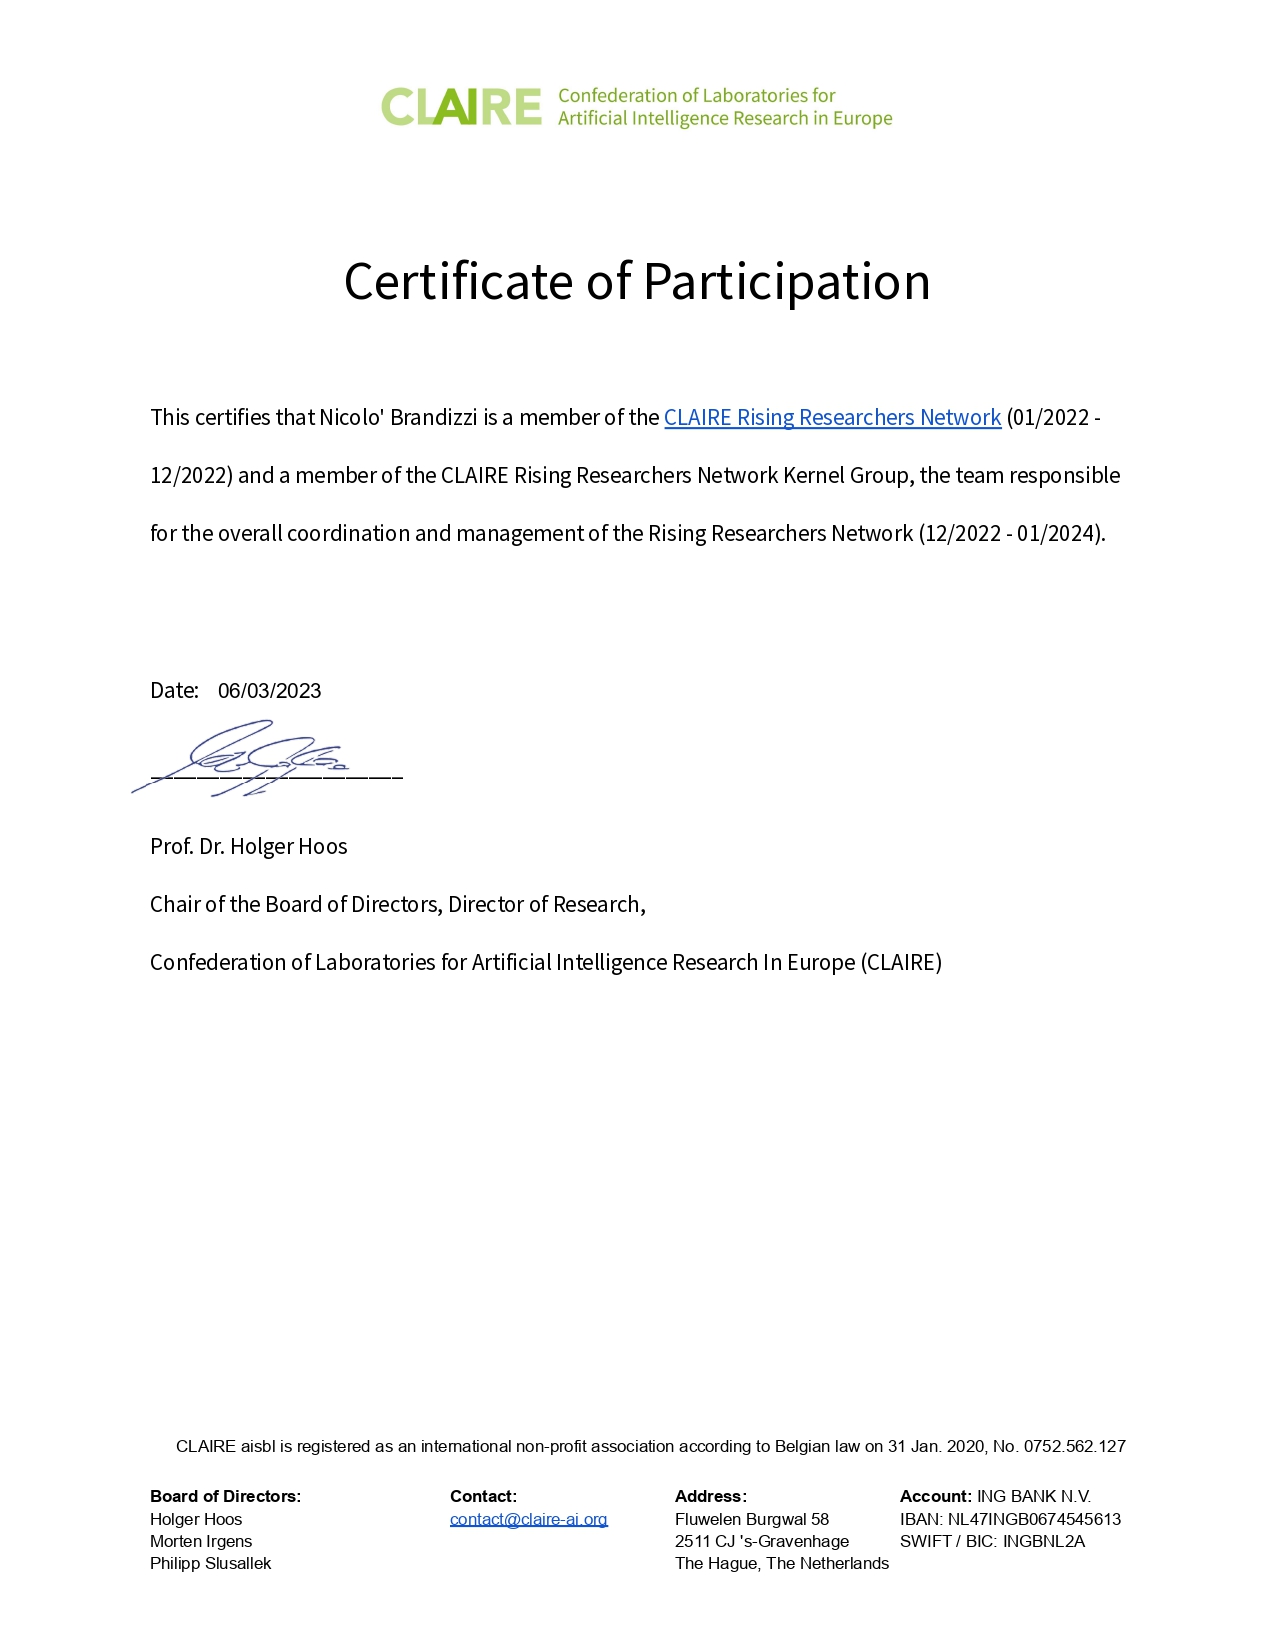 CLAIRE Confederation of Laboratories for
Artificial Intelligence Research in Europe
Certificate of Participation
This certifies that Nicolo' Brandizzi is a member of the CLAIRE Rising Researchers Network (01/2022 -
12/2022) and a member of the CLAIRE Rising Researchers Network Kernel Group, the team responsible
for the overall coordination and management of the Rising Researchers Network (12/2022 - 01/2024).
Date: 06/03/2023
Prof. Dr. Holger Hoos
Chair of the Board of Directors, Director of Research,
Confederation of Laboratories for Artificial Intelligence Research In Europe (CLAIRE)
CLAIRE aisbl is registered as an international non-profit association according to Belgian law on 31 Jan. 2020, No. 0752.562.127
Board of Directors:
Holger Hoos
Morten Irgens
Philipp Slusallek
Contact:
contact@claire-ai.org
Address:
Fluwelen Burgwal 58
2511 CJ 's-Gravenhage
The Hague, The Netherlands
Account: ING BANK N.V.
IBAN: NL47INGB0674545613
SWIFT / BIC: INGBNL2A